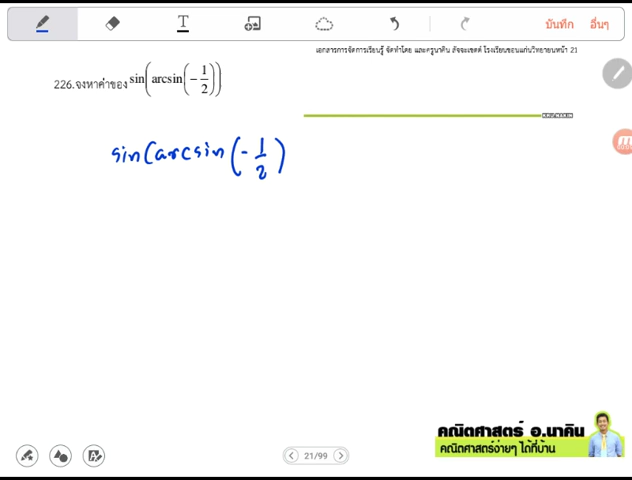 T
บันทึก อื่นๆ
เอกสารการจัดการเรียนรู้ จัดทำโดย และครูนาคิน สัจจะเขตต์ โรงเรียนขอนแก่นวิทยายนหน้า 21
226.จงหาค่าของ sin(arcsin(-1/2))
KRU NAKIN
sin(arcsin(-1/2)
คณิตศาสตร์ อ.นาคิน
คณิตศาสตร์ง่ายๆ ได้ที่บ้าน
21/99